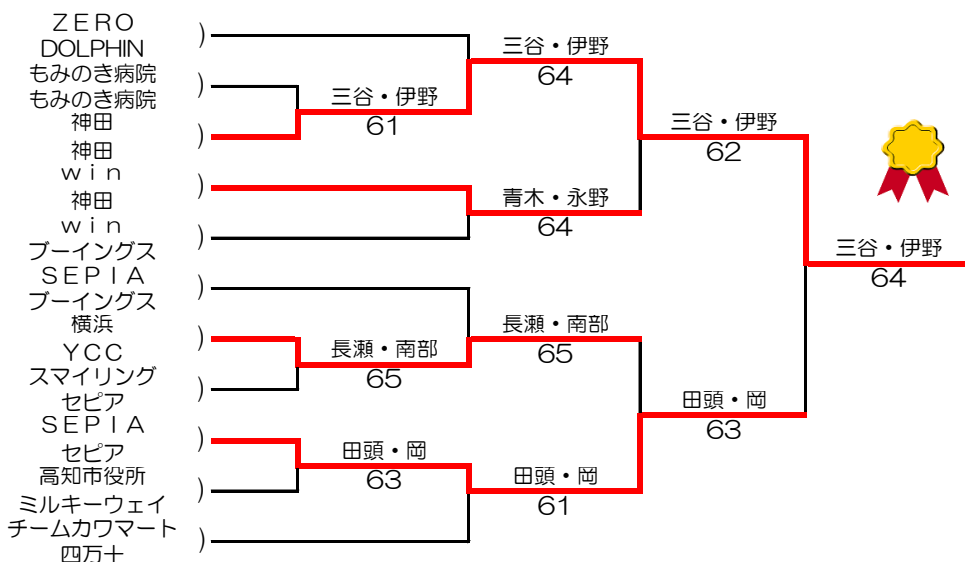 ＺＥＲＯ
)
DOLPHIN
もみのき病院
)
もみのき病院
神田
)
神田
ｗｉｎ
)
神田
ｗｉｎ
)
ブーイングス
ＳＥＰＩＡ
)
ブーイングス
横浜
)
ＹＣＣ
スマイリング
)
セピア
ＳＥＰＩＡ
)
セピア
高知市役所
)
ミルキーウェイ
チームカワマート
)
四万十
三谷・伊野
61
長瀬・南部
65
田頭・岡
63
三谷・伊野
64
青木・永野
64
長瀬・南部
65
田頭・岡
61
三谷・伊野
62
田頭・岡
63
三谷・伊野
64